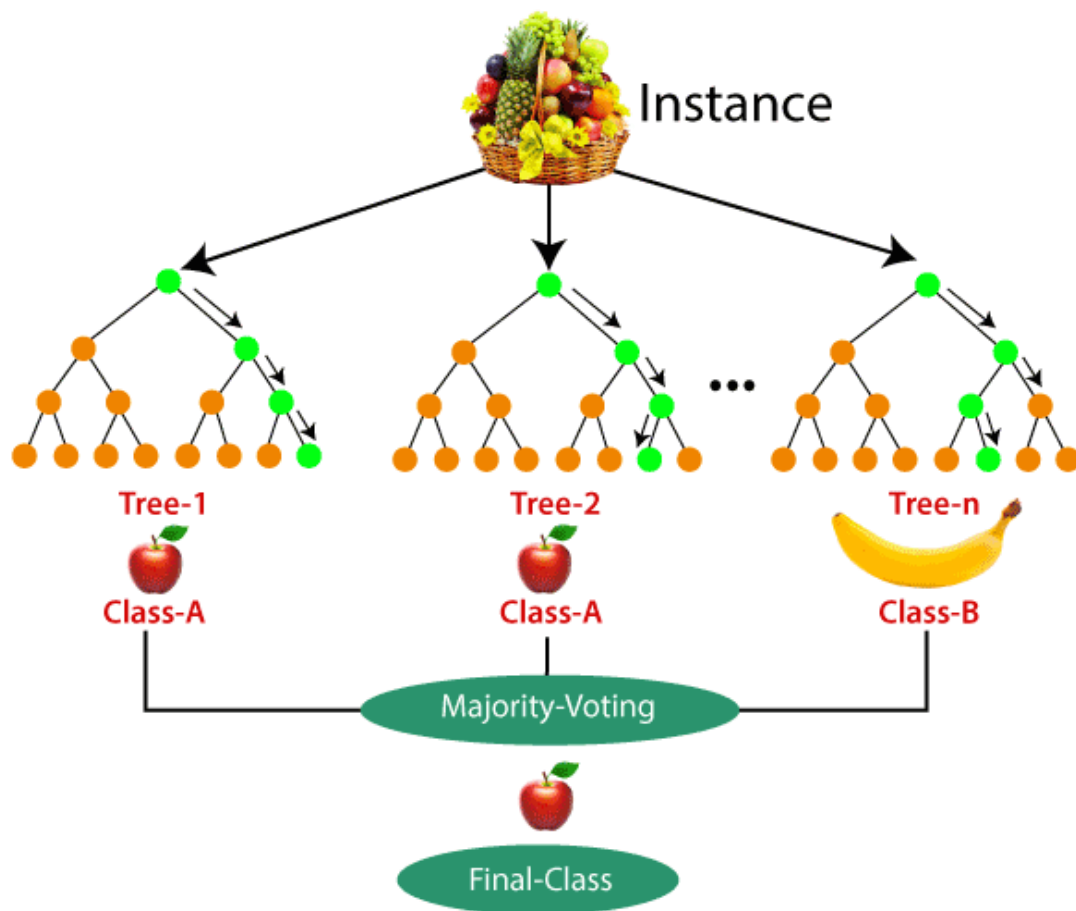 Instance
...
Tree-1
Tree-2
Tree-n
Class-A
Class-A
Class-B
Majority-Voting
Final-Class